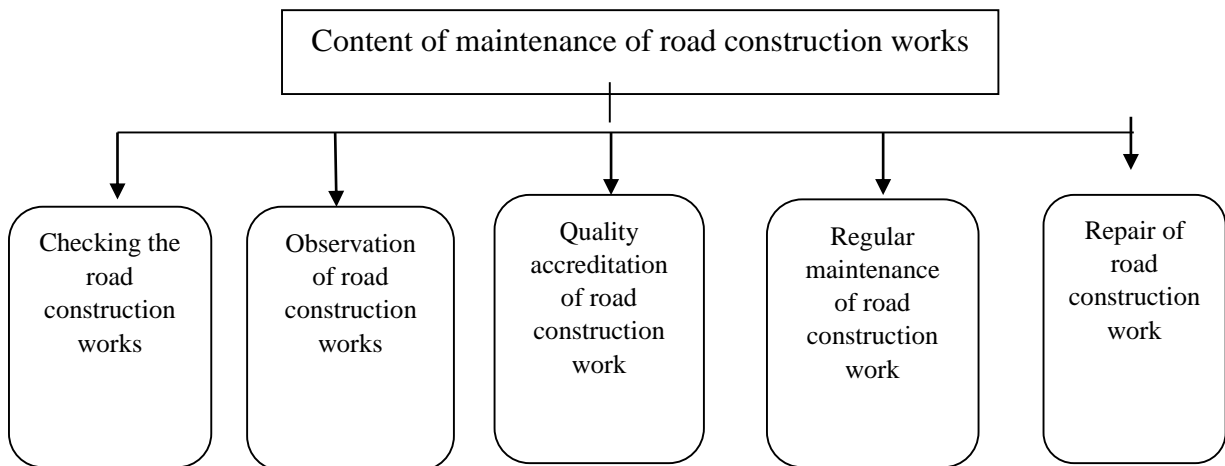 Content of maintenance of road construction works
Checking the
road
construction
works
Observation
of road
construction
works
Quality
accreditation
of road
construction
work
Regular
maintenance
of road
construction
work
Repair of
road
construction
work